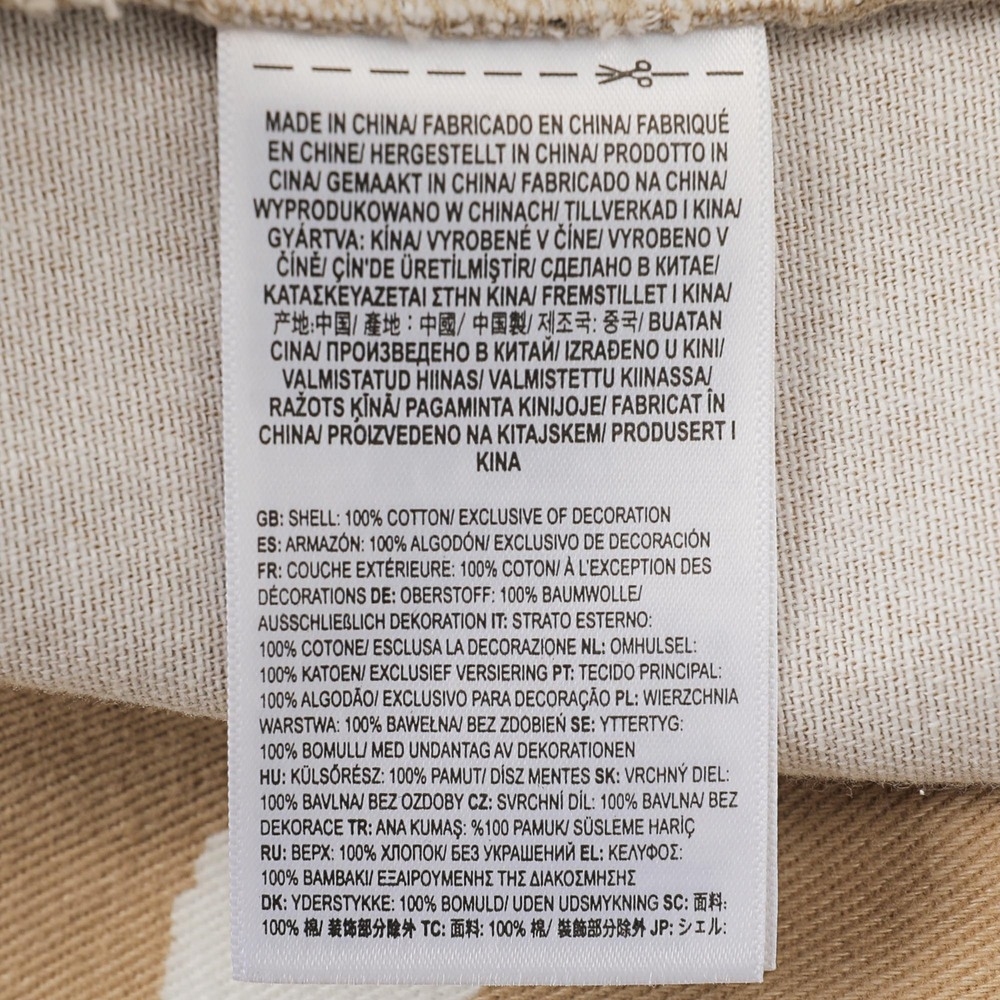 MADE IN CHINA/ FABRICADO EN CHINA/ FABRIQUÉ
EN CHINE/ HERGESTELLT IN CHINA/ PRODOTTO IN
CINA/ GEMAAKT IN CHINA/ FABRICADO NA CHINA/
WYPRODUKOWANO W CHINACH/ TILLVERKAD I KINA/
GYÁRTVA: KÍNA/ VYROBENÉ V ČÍNE/ VYROBENO V
ČÍNĚ/ ÇİN'DE ÜRETİLMİŞTİR/ СДЕЛАНО В КИТАЕ/
ΚΑΤΑΣΚΕΥΑΖΕΤΑΙ ΣΤΗΝ ΚΙΝΑ/ FREMSTILLET I KINA/
产地:中国/ 產地：中國/ 中国製/ 제조국: 중국/ BUATAN
CINA/ ПРОИЗВЕДЕНО В КИТАЙ/ IZRAĐENO U KINI/
VALMISTATUD HIINAS/ VALMISTETTU KIINASSA/
RAŽOTS ĶĪNĀ/ PAGAMINTA KINIJOJE/ FABRICAT ÎN
CHINA/ PROIZVEDENO NA KITAJSKEM/ PRODUSERT I
KINA
GB: SHELL: 100% COTTON/ EXCLUSIVE OF DECORATION
ES: ARMAZÓN: 100% ALGODÓN/ EXCLUSIVO DE DECORACIÓN
FR: COUCHE EXTÉRIEURE: 100% COTON/ À L'EXCEPTION DES
DÉCORATIONS DE: OBERSTOFF: 100% BAUMWOLLE/
AUSSCHLIEßLICH DEKORATION IT: STRATO ESTERNO:
100% COTONE/ ESCLUSA LA DECORAZIONE NL: OMHULSEL:
100% KATOEN/ EXCLUSIEF VERSIERING PT: TECIDO PRINCIPAL:
100% ALGODÃO/ EXCLUSIVO PARA DECORAÇÃO PL: WIERZCHNIA
WARSTWA: 100% BAWEŁNA/ BEZ ZDOBIEŃ SE: YTTERTYG:
100% BOMULL/ MED UNDANTAG AV DEKORATIONEN
HU: KÜLSŐRÉSZ: 100% PAMUT/ DÍSZ MENTES SK: VRCHNÝ DIEL:
100% BAVLNA/ BEZ OZDOBY CZ: SVRCHNÍ DÍL: 100% BAVLNA/ BEZ
DEKORACE TR: ANA KUMAŞ: %100 PAMUK/ SÜSLEME HARİÇ
RU: ВЕРХ: 100% ХЛОПОК/ БЕЗ УКРАШЕНИЙ EL: ΚΕΛΥΦΟΣ:
100% ΒΑΜΒΑΚΙ/ ΕΞΑΙΡΟΥΜΕΝΗΣ ΤΗΣ ΔΙΑΚΟΣΜΗΣΗΣ
DK: YDERSTYKKE: 100% BOMULD/ UDEN UDSMYKNING SC: 面料:
100% 棉/ 装饰部分除外 TC: 面料: 100% 棉/ 裝飾部分除外 JP: シェル: